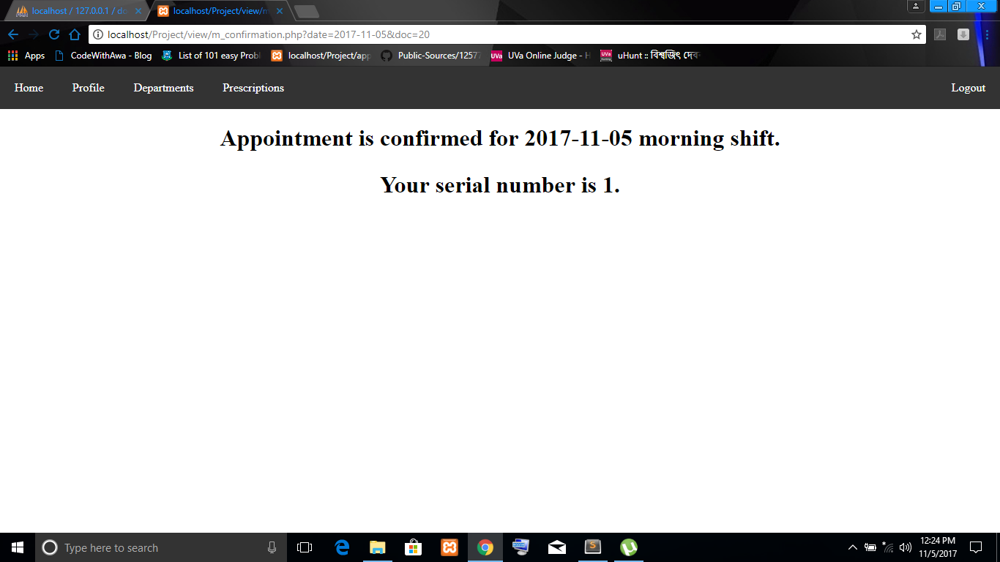 localhost / 127.0.0.1 / do
localhost/Project/view/m
localhost/Project/view/m_confirmation.php?date=2017-11-05&doc=20
Apps CodeWithAwa - Blog List of 101 easy Probl localhost/Project/app Public-Sources/12577 UVa Online Judge - H uHunt :: বিশ্বজিৎ দেব
Home Profile Departments Prescriptions Logout
Appointment is confirmed for 2017-11-05 morning shift.
Your serial number is 1.
Type here to search
12:24 PM
11/5/2017